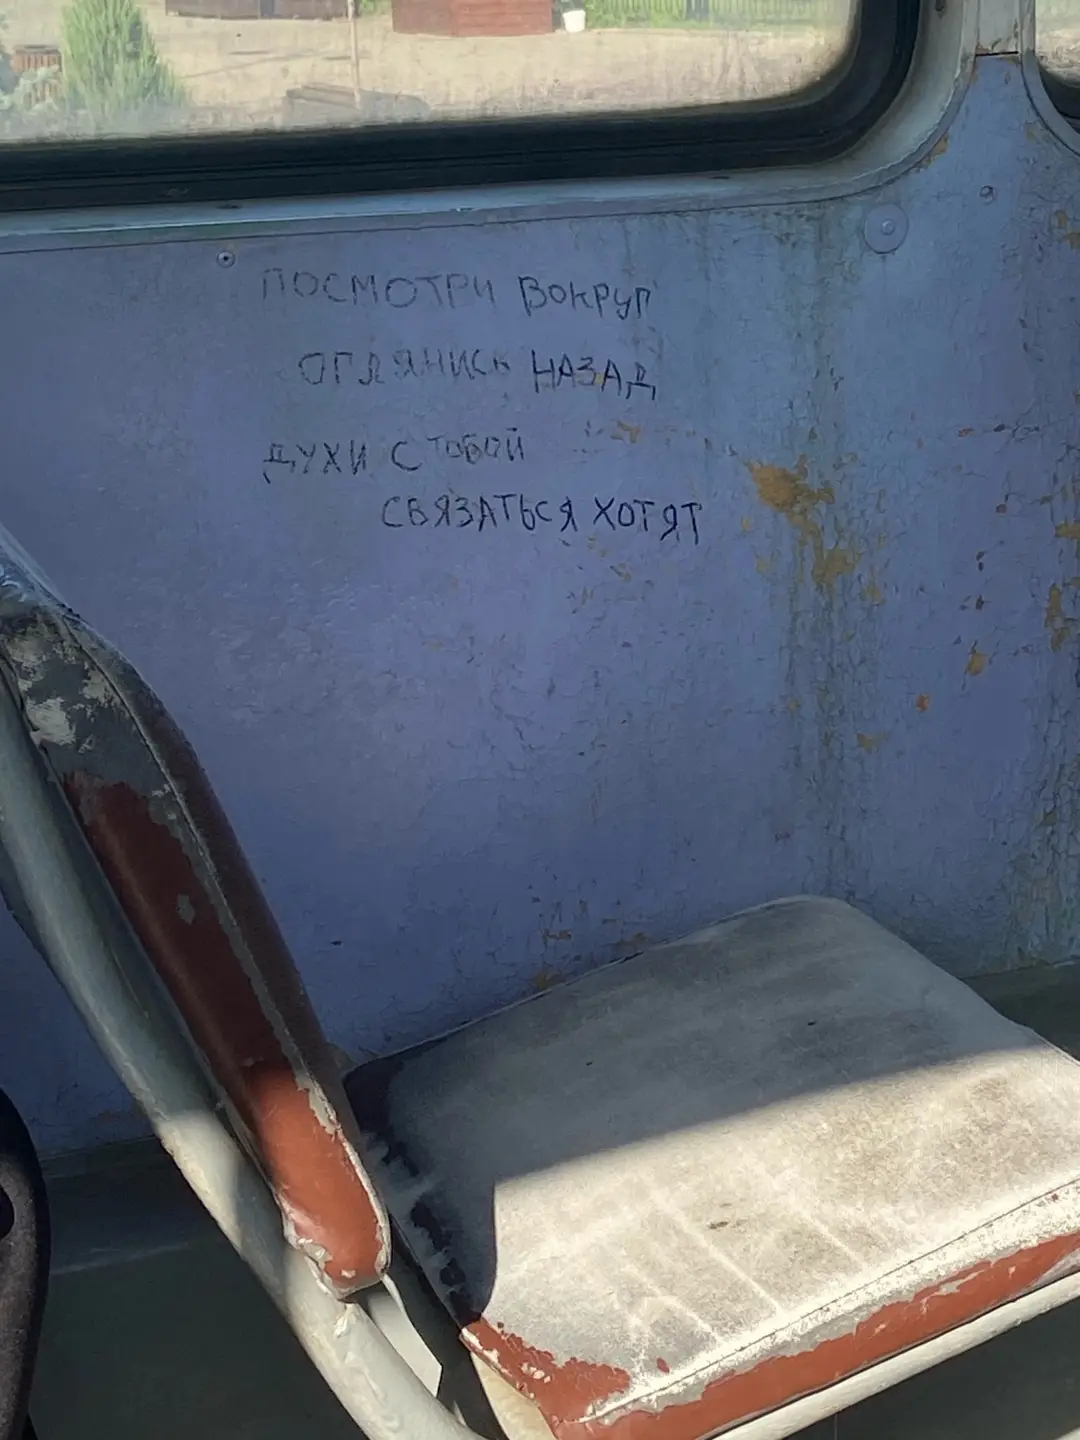 ПОСМОТРИ ВОКРУГ
ОГЛЯНИСЬ НАЗАД
ДУХИ С ТОБОЙ
СВЯЗАТЬСЯ ХОТЯТ